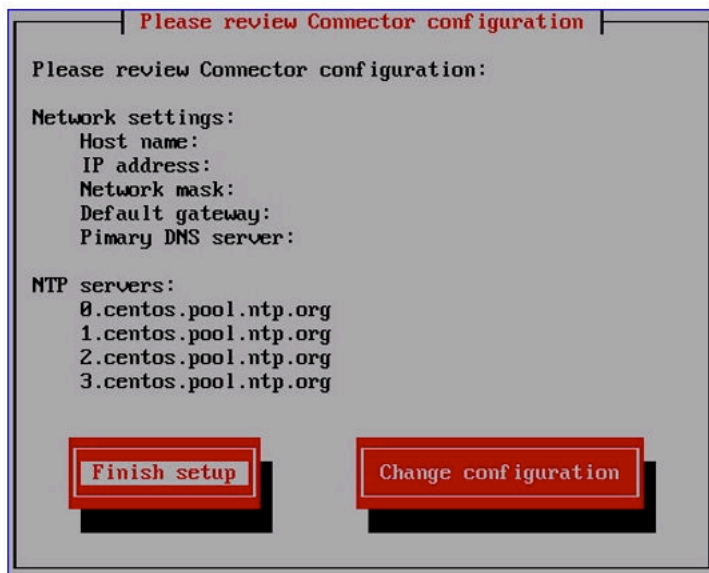 Please review Connector configuration
Please review Connector configuration:
Network settings:
Host name:
IP address:
Network mask:
Default gateway:
Pimary DNS server:
NTP servers:
0.centos.pool.ntp.org
1.centos.pool.ntp.org
2.centos.pool.ntp.org
3.centos.pool.ntp.org
Finish setup
Change configuration